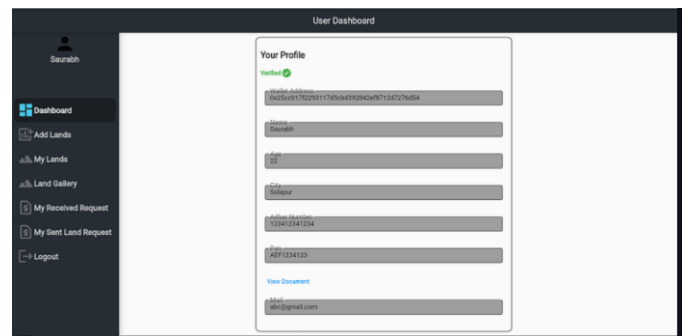 User Dashboard
Saurabh
Dashboard
Add Lands
My Lands
Land Gallery
My Received Request
My Sent Land Request
Logout
Your Profile
Verified
Wallet Address
Name
Saurabh
Age
22
City
Solapur
Adhar Number
123412341234
Pan
AEF1234123
View Document
Mail
abc@gmail.com